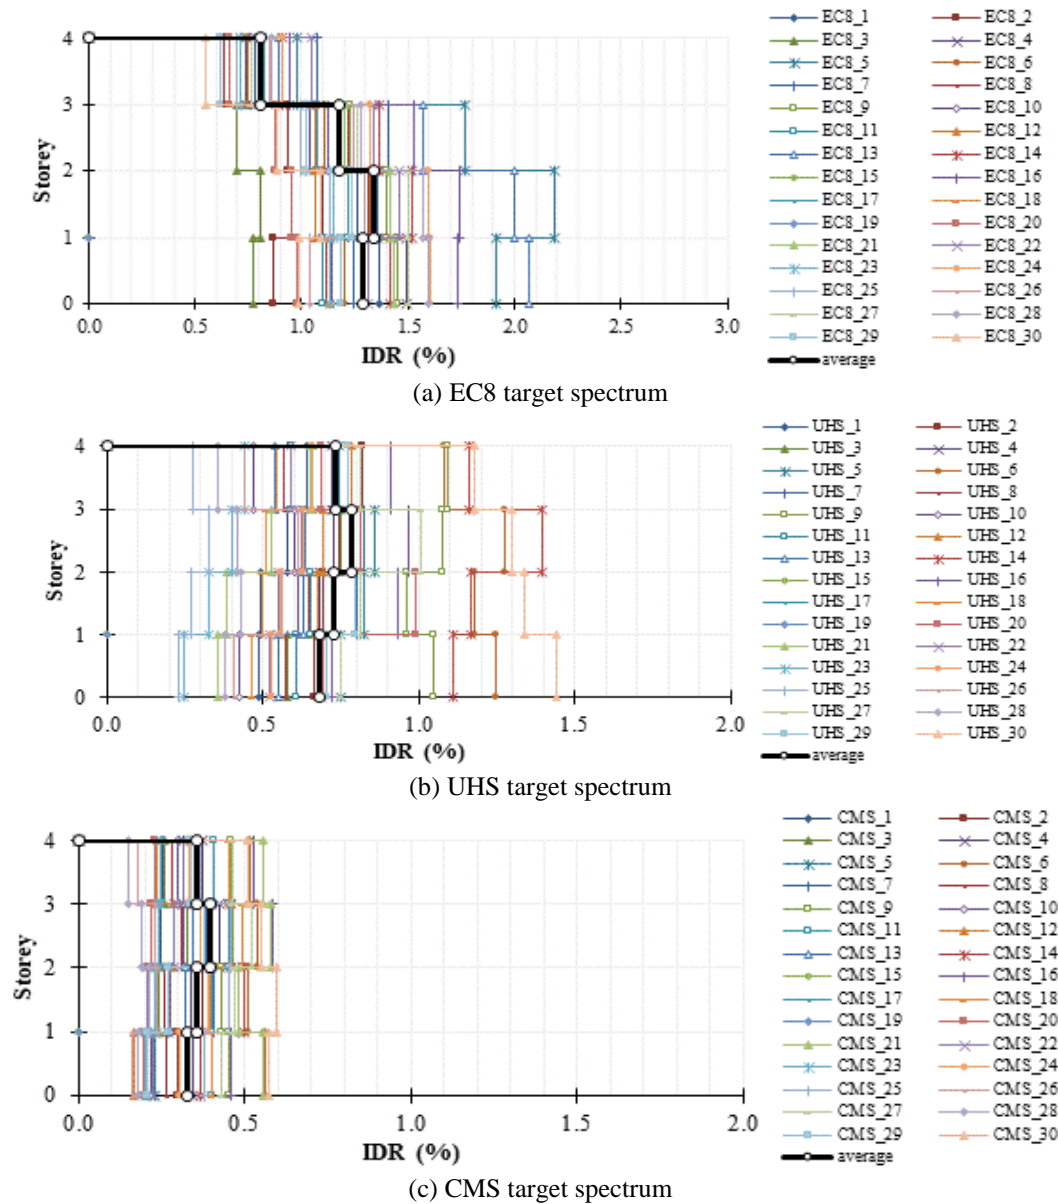 EC8_1 EC8_2
EC8_3 EC8_4
EC8_5 EC8_6
EC8_7 EC8_8
EC8_9 EC8_10
EC8_11 EC8_12
EC8_13 EC8_14
EC8_15 EC8_16
EC8_17 EC8_18
EC8_19 EC8_20
EC8_21 EC8_22
EC8_23 EC8_24
EC8_25 EC8_26
EC8_27 EC8_28
EC8_29 EC8_30
average
4
3
2
1
0
Storey
0.0 0.5 1.0 1.5 2.0 2.5 3.0
IDR (%)
(a) EC8 target spectrum
UHS_1 UHS_2
UHS_3 UHS_4
UHS_5 UHS_6
UHS_7 UHS_8
UHS_9 UHS_10
UHS_11 UHS_12
UHS_13 UHS_14
UHS_15 UHS_16
UHS_17 UHS_18
UHS_19 UHS_20
UHS_21 UHS_22
UHS_23 UHS_24
UHS_25 UHS_26
UHS_27 UHS_28
UHS_29 UHS_30
average
4
3
2
1
0
Storey
0.0 0.5 1.0 1.5 2.0
IDR (%)
(b) UHS target spectrum
CMS_1 CMS_2
CMS_3 CMS_4
CMS_5 CMS_6
CMS_7 CMS_8
CMS_9 CMS_10
CMS_11 CMS_12
CMS_13 CMS_14
CMS_15 CMS_16
CMS_17 CMS_18
CMS_19 CMS_20
CMS_21 CMS_22
CMS_23 CMS_24
CMS_25 CMS_26
CMS_27 CMS_28
CMS_29 CMS_30
average
4
3
2
1
0
Storey
0.0 0.5 1.0 1.5 2.0
IDR (%)
(c) CMS target spectrum